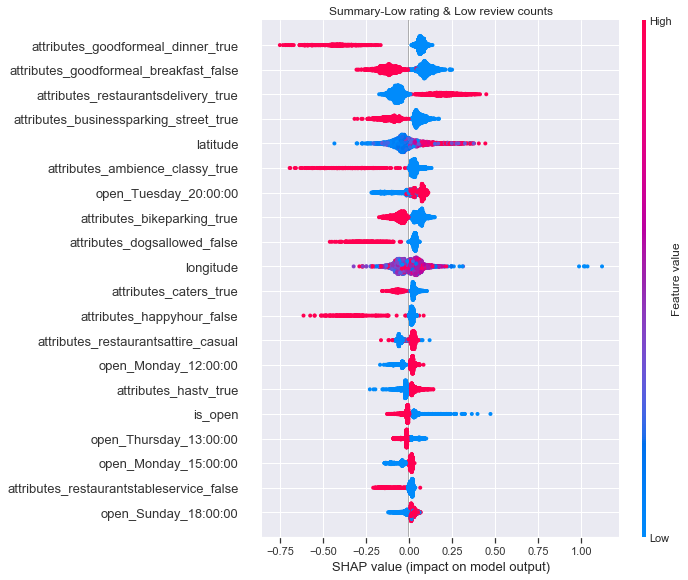 Summary-Low rating & Low review counts
High
attributes_goodformeal_dinner_true
attributes_goodformeal_breakfast_false
attributes_restaurantsdelivery_true
attributes_businessparking_street_true
latitude
attributes_ambience_classy_true
open_Tuesday_20:00:00
attributes_bikeparking_true
attributes_dogsallowed_false
longitude
attributes_caters_true
attributes_happyhour_false
attributes_restaurantsattire_casual
open_Monday_12:00:00
attributes_hastv_true
is_open
open_Thursday_13:00:00
open_Monday_15:00:00
attributes_restaurantstableservice_false
open_Sunday_18:00:00
Feature value
Low
−0.75 −0.50 −0.25 0.00 0.25 0.50 0.75 1.00
SHAP value (impact on model output)